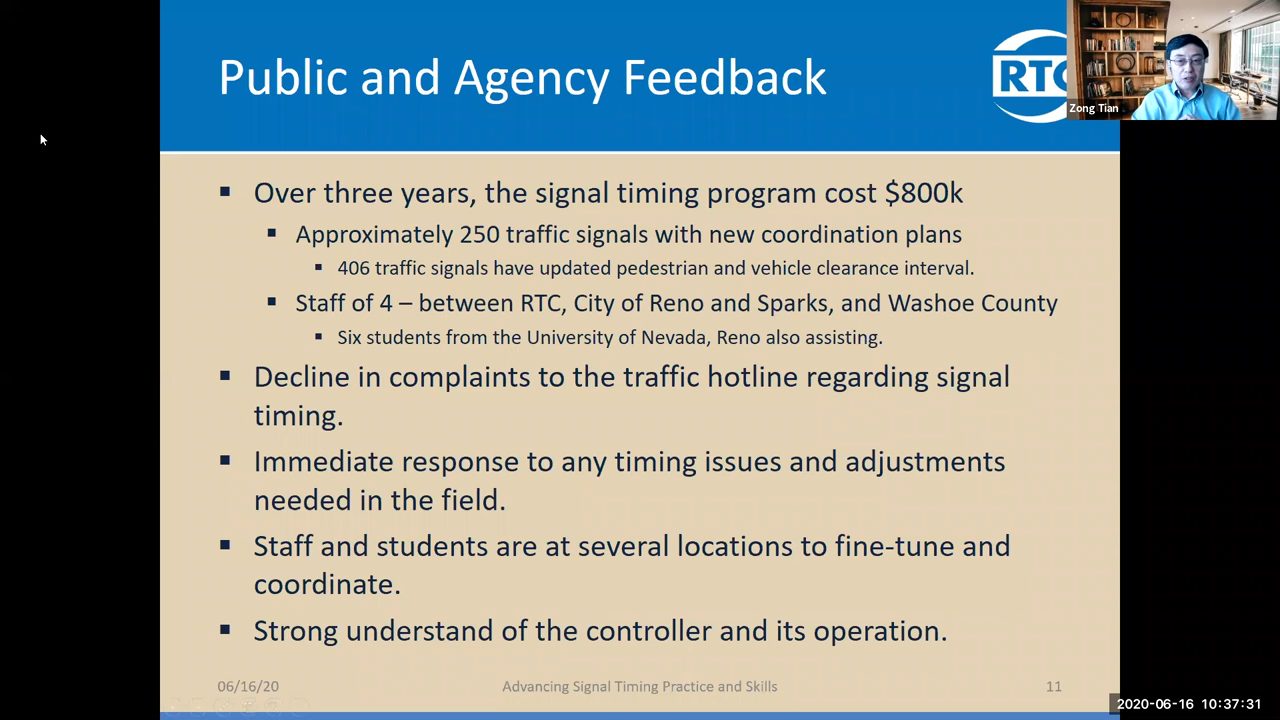 Public and Agency Feedback
RTC
Zong Tian
▪ Over three years, the signal timing program cost $800k
▪ Approximately 250 traffic signals with new coordination plans
▪ 406 traffic signals have updated pedestrian and vehicle clearance interval.
▪ Staff of 4 – between RTC, City of Reno and Sparks, and Washoe County
▪ Six students from the University of Nevada, Reno also assisting.
▪ Decline in complaints to the traffic hotline regarding signal
timing.
▪ Immediate response to any timing issues and adjustments
needed in the field.
▪ Staff and students are at several locations to fine-tune and
coordinate.
▪ Strong understand of the controller and its operation.
06/16/20
Advancing Signal Timing Practice and Skills
11
2020-06-16 10:37:31